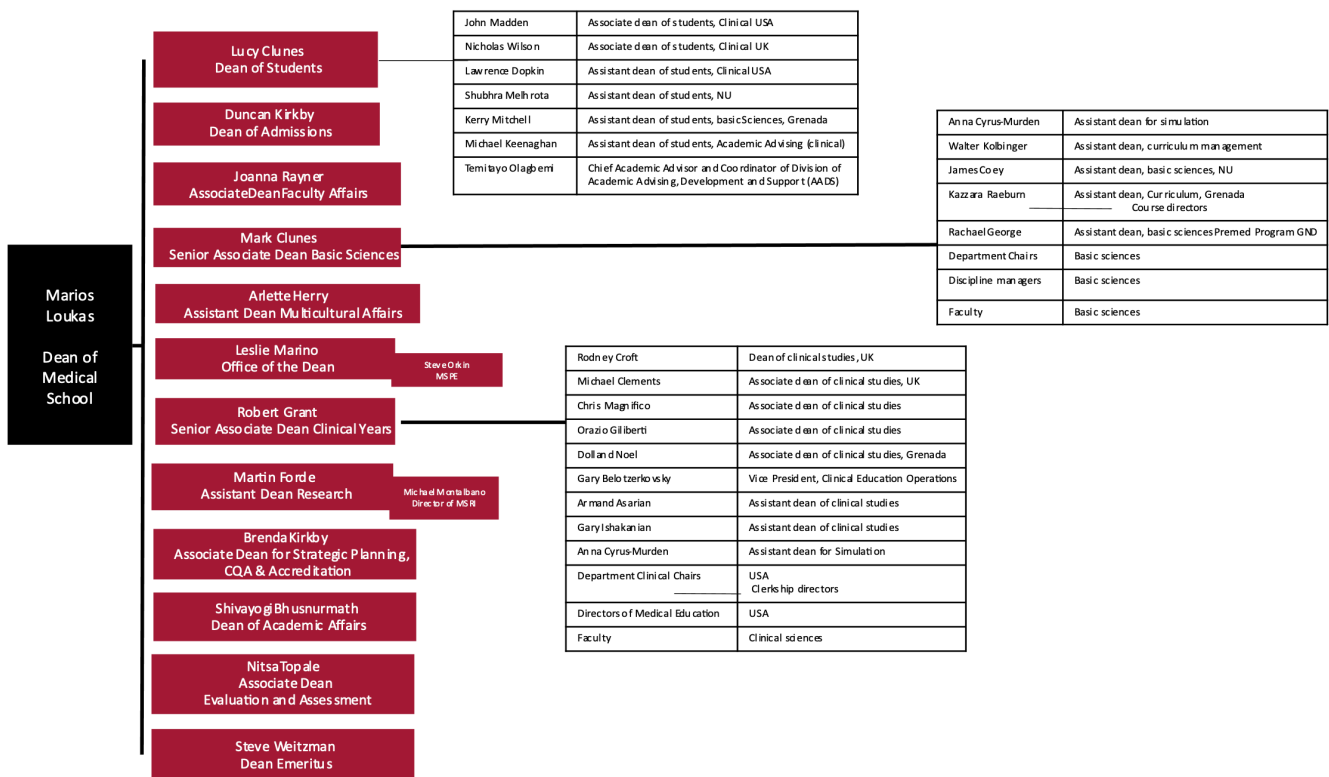 Marios
Loukas
Dean of
Medical
School
Lucy Clunes
Dean of Students
John Madden Associate dean of students, Clinical USA
Nicholas Wilson Associate dean of students, Clinical UK
Lawrence Dopkin Assistant dean of students, Clinical USA
Shubhra Melhrota Assistant dean of students, NU
Kerry Mitchell Assistant dean of students, basic Sciences, Grenada
Michael Keenaghan Assistant dean of students, Academic Advising (clinical)
Temitayo Olagbemi Chief Academic Advisor and Coordinator of Division of
Academic Advising, Development and Support (AADS)
Duncan Kirkby
Dean of Admissions
Joanna Rayner
AssociateDeanFaculty Affairs
Mark Clunes
Senior Associate Dean Basic Sciences
Anna Cyrus-Murden Assistant dean for simulation
Walter Kolbinger Assistant dean, curriculum management
James Coey Assistant dean, basic sciences, NU
Kazzara Raeburn Assistant dean, Curriculum, Grenada
Course directors
Rachael George Assistant dean, basic sciences Premed Program GND
Department Chairs Basic sciences
Discipline managers Basic sciences
Faculty Basic sciences
Arlette Herry
Assistant Dean Multicultural Affairs
Leslie Marino
Office of the Dean
Steve Orkin
MSPE
Robert Grant
Senior Associate Dean Clinical Years
Rodney Croft Dean of clinical studies, UK
Michael Clements Associate dean of clinical studies, UK
Chris Magnifico Associate dean of clinical studies
Orazio Giliberti Associate dean of clinical studies
Dolland Noel Associate dean of clinical studies, Grenada
Gary Belotzerkovsky Vice President, Clinical Education Operations
Armand Asarian Assistant dean of clinical studies
Gary Ishakanian Assistant dean of clinical studies
Anna Cyrus-Murden Assistant dean for Simulation
Department Clinical Chairs USA
Clerkship directors
Directors of Medical Education USA
Faculty Clinical sciences
Martin Forde
Assistant Dean Research
Michael Montalbano
Director of MSRI
Brenda Kirkby
Associate Dean for Strategic Planning,
CQA & Accreditation
Shivayogi Bhusnurmath
Dean of Academic Affairs
Nitsa Topale
Associate Dean
Evaluation and Assessment
Steve Weitzman
Dean Emeritus